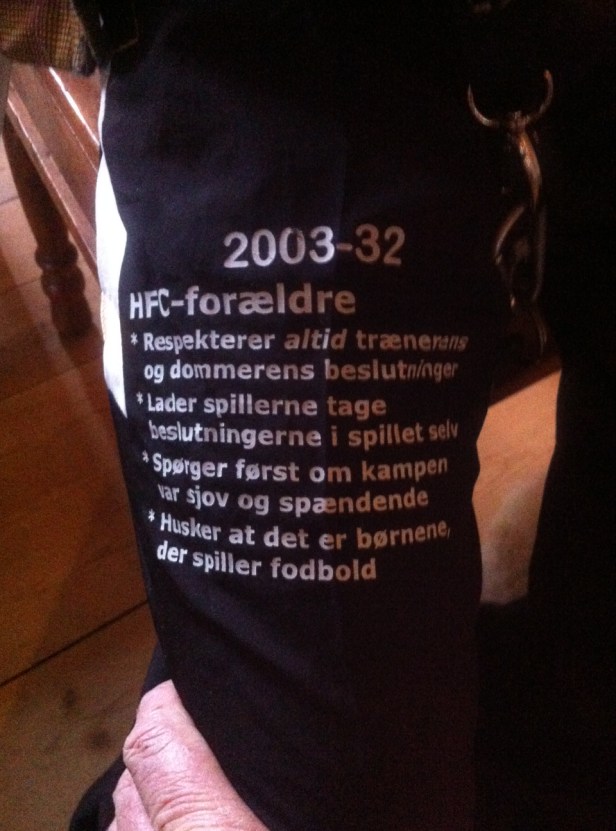 2003-32
HFC-forældre
* Respekterer altid trænerens
og dommerens beslutninger
* Lader spillerne tage
beslutningerne i spillet selv
* Spørger først om kampen
var sjov og spændende
* Husker at det er børnene,
der spiller fodbold